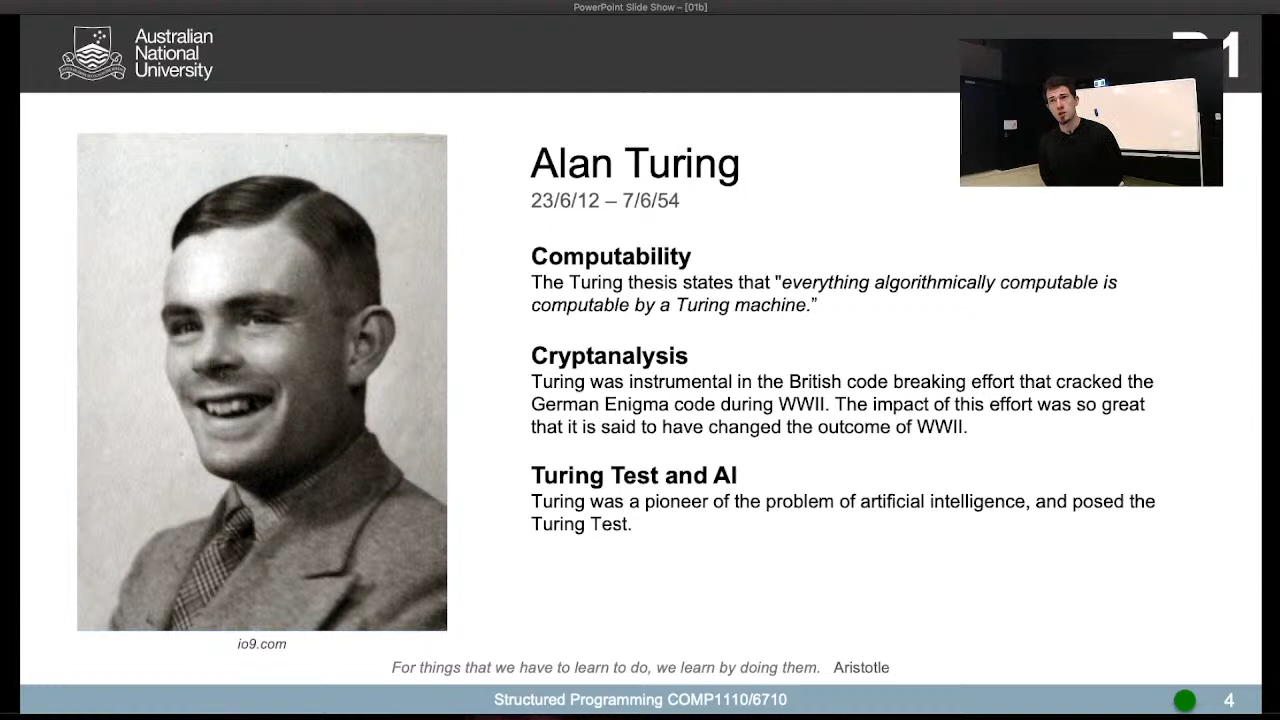 PowerPoint Slide Show – [01b]
Australian
National
University
1
Alan Turing
23/6/12 – 7/6/54
Computability
The Turing thesis states that "everything algorithmically computable is
computable by a Turing machine.”
Cryptanalysis
Turing was instrumental in the British code breaking effort that cracked the
German Enigma code during WWII. The impact of this effort was so great
that it is said to have changed the outcome of WWII.
Turing Test and AI
Turing was a pioneer of the problem of artificial intelligence, and posed the
Turing Test.
io9.com
For things that we have to learn to do, we learn by doing them. Aristotle
Structured Programming COMP1110/6710
4